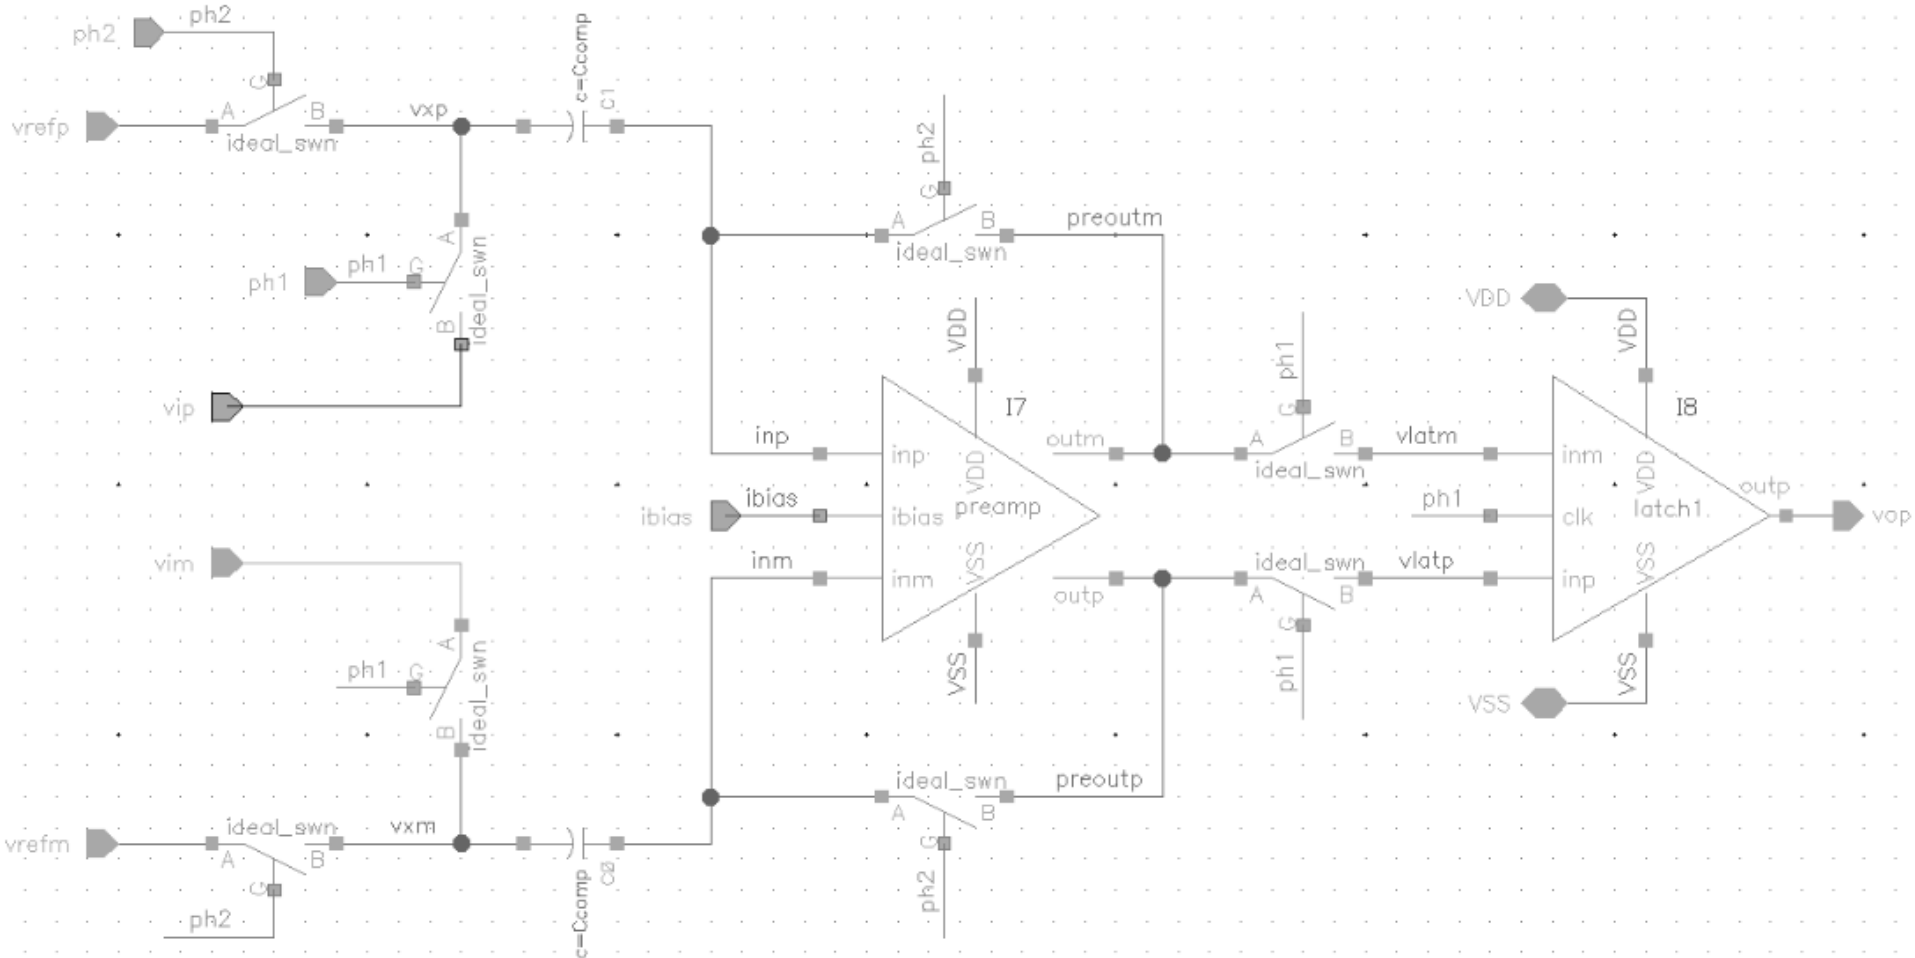 ph2
ph2
G
vrefp
A
B
ideal_swn
vxp
c=Ccomp
C1
ph2
G
A
B
ideal_swn
preoutm
A
ph1
ph1
G
ideal_swn
B
vip
VDD
I7
inp
inp
outm
VDD
ibias
ibias
ibias
preamp
inm
inm
VSS
outp
VSS
ph1
G
A
B
ideal_swn
vlatm
VDD
VDD
I8
inm
VDD
ph1
clk
latch1
outp
vop
ideal_swn
A
B
vlatp
inp
VSS
G
ph1
VSS
VSS
vim
A
ph1
G
ideal_swn
B
vrefm
ideal_swn
A
B
vxm
G
ph2
C0
c=Ccomp
ideal_swn
A
B
preoutp
G
ph2